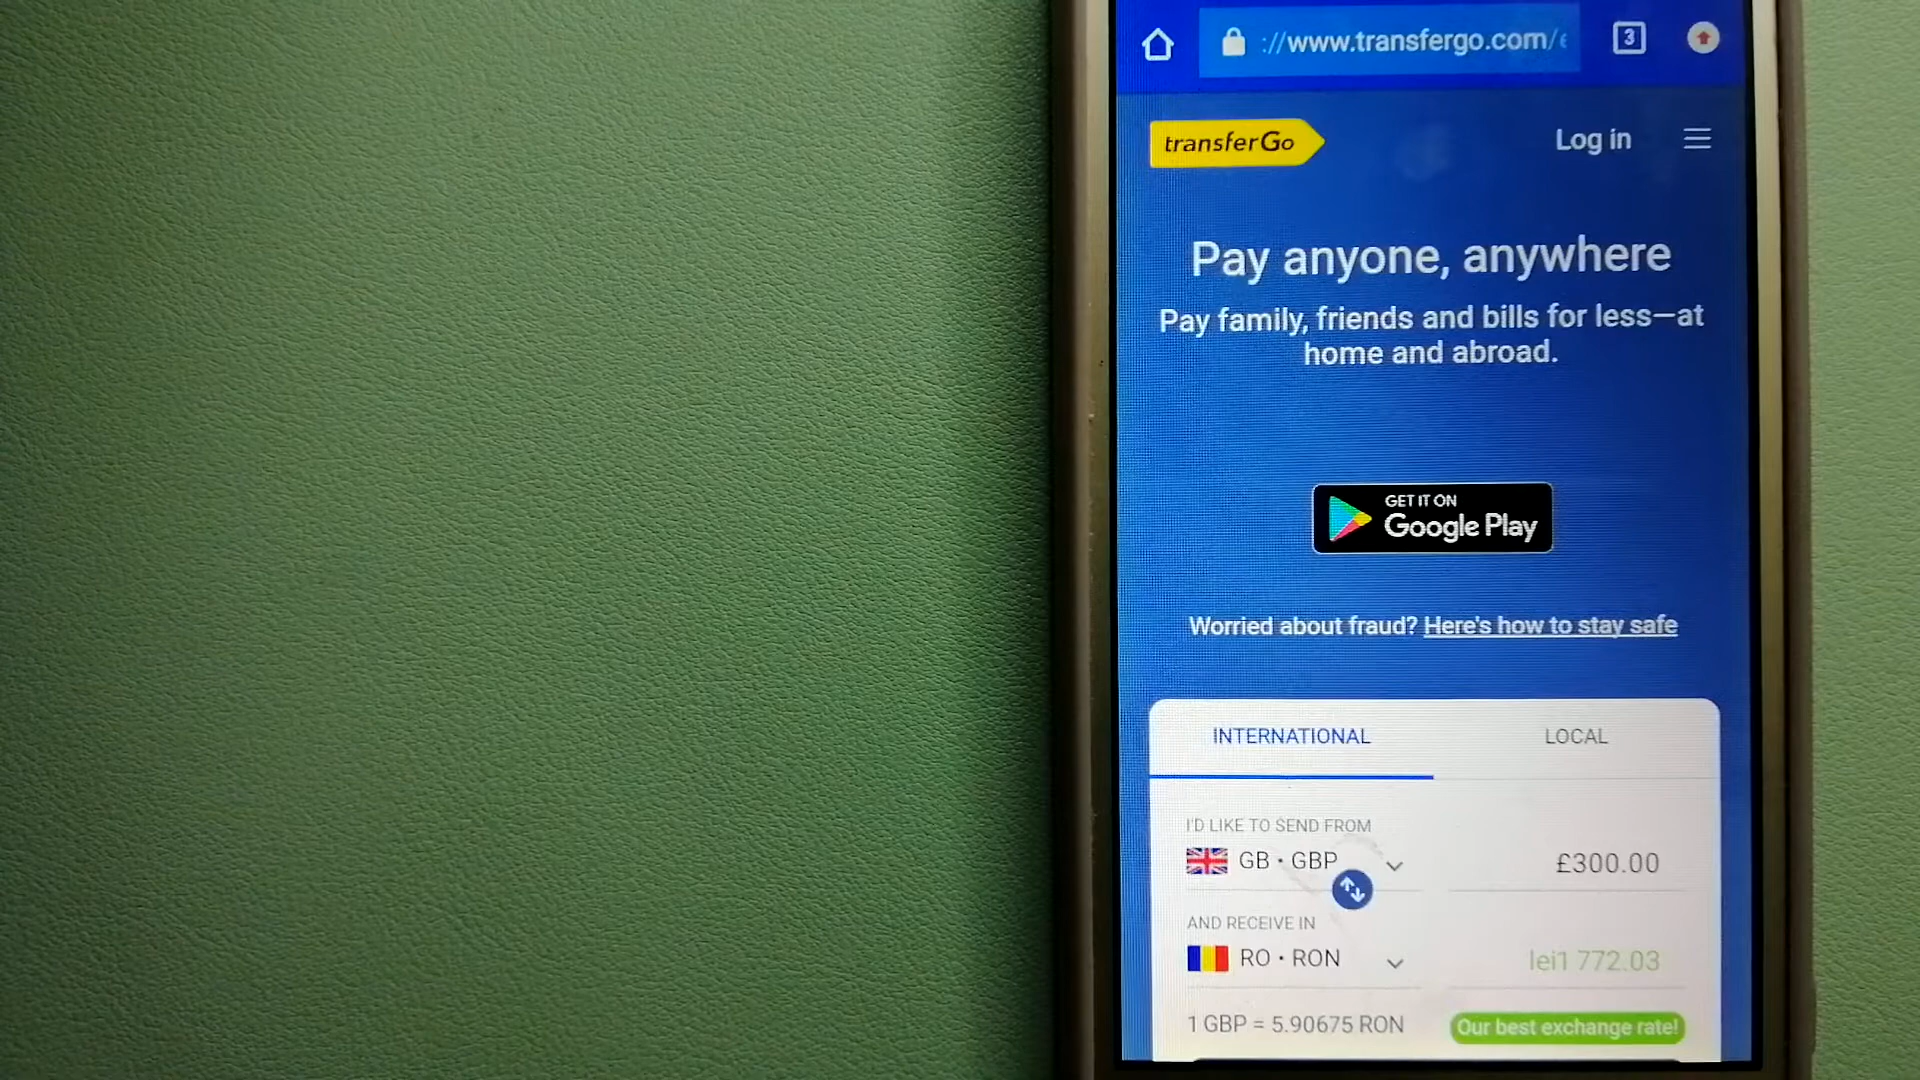 ://www.transfergo.com/
3
transferGo
Log in
Pay anyone, anywhere
Pay family, friends and bills for less—at
home and abroad.
GET IT ON
Google Play
Worried about fraud? Here's how to stay safe
INTERNATIONAL
LOCAL
I'D LIKE TO SEND FROM
GB • GBP
£300.00
AND RECEIVE IN
RO • RON
lei1 772.03
1 GBP = 5.90675 RON
Our best exchange rate!